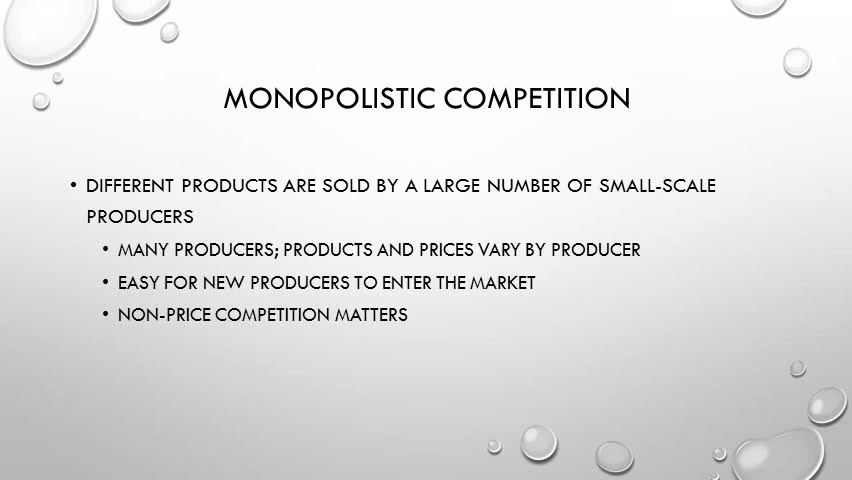 MONOPOLISTIC COMPETITION
• DIFFERENT PRODUCTS ARE SOLD BY A LARGE NUMBER OF SMALL-SCALE
PRODUCERS
• MANY PRODUCERS; PRODUCTS AND PRICES VARY BY PRODUCER
• EASY FOR NEW PRODUCERS TO ENTER THE MARKET
• NON-PRICE COMPETITION MATTERS